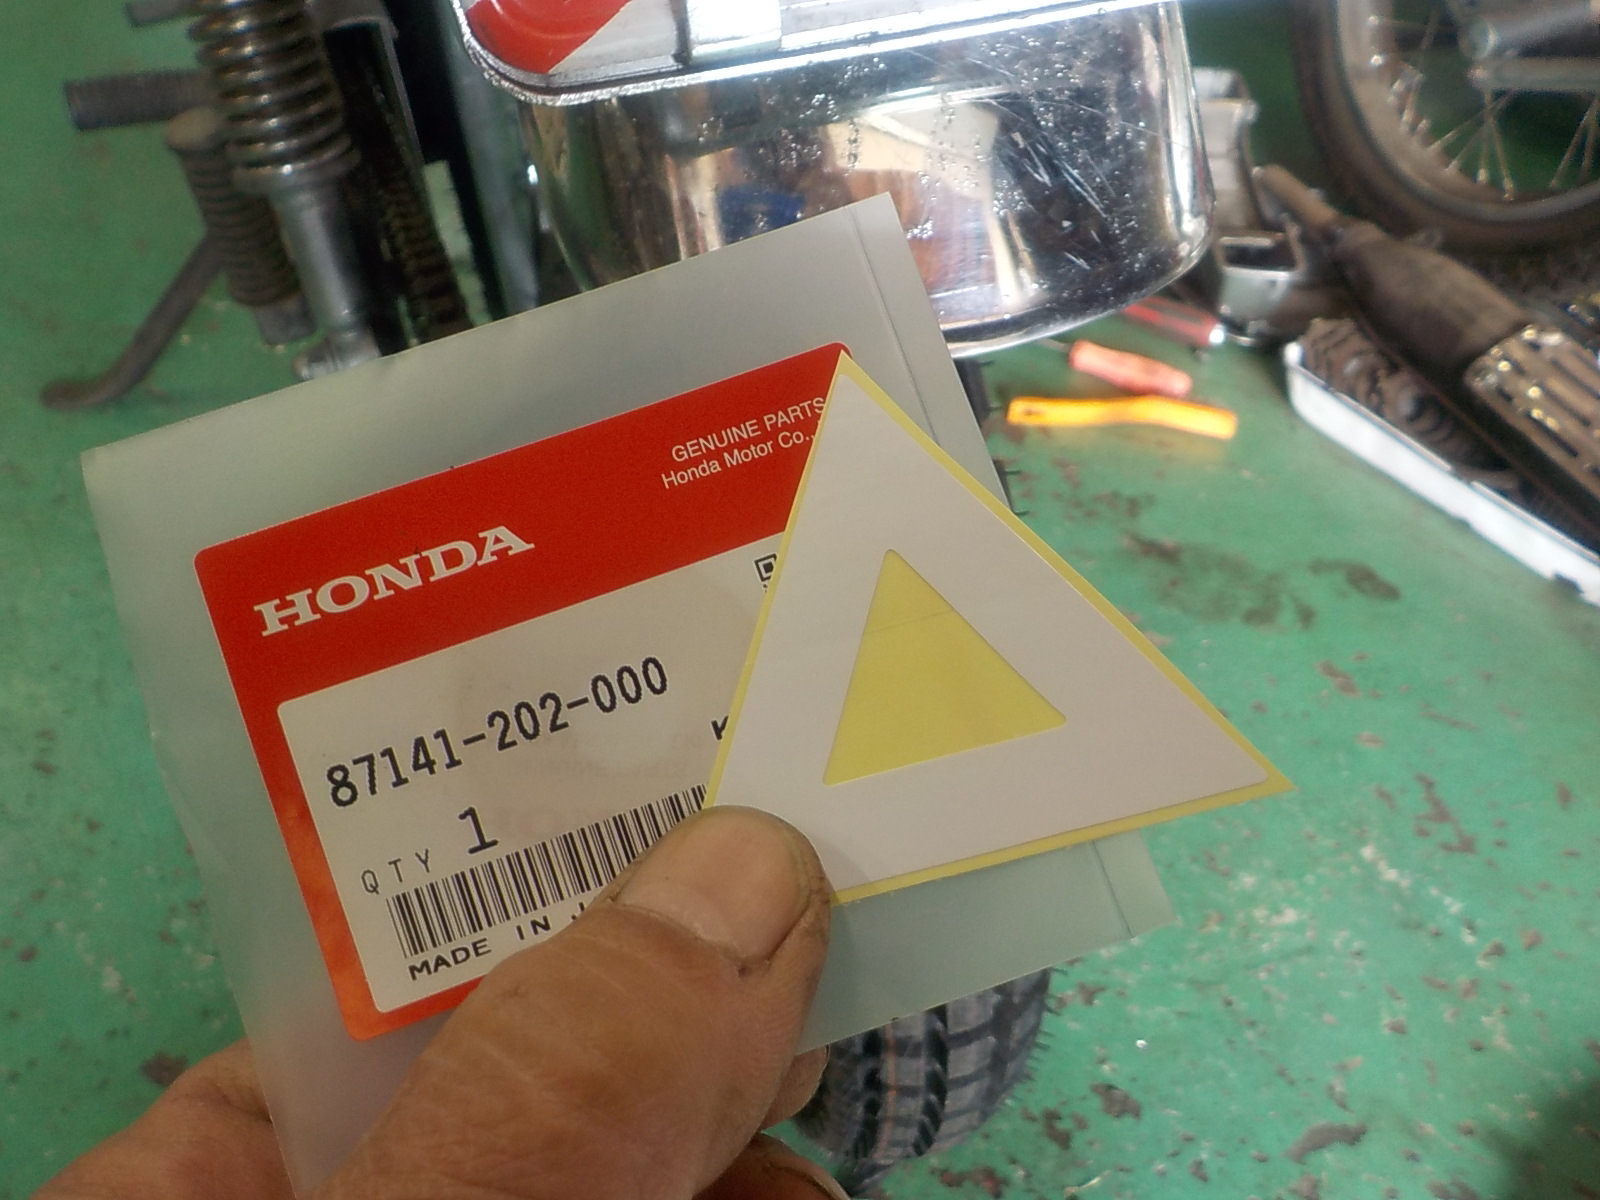 GENUINE PARTS
Honda Motor Co.,
HONDA
87141-202-000
QTY 1
MADE IN